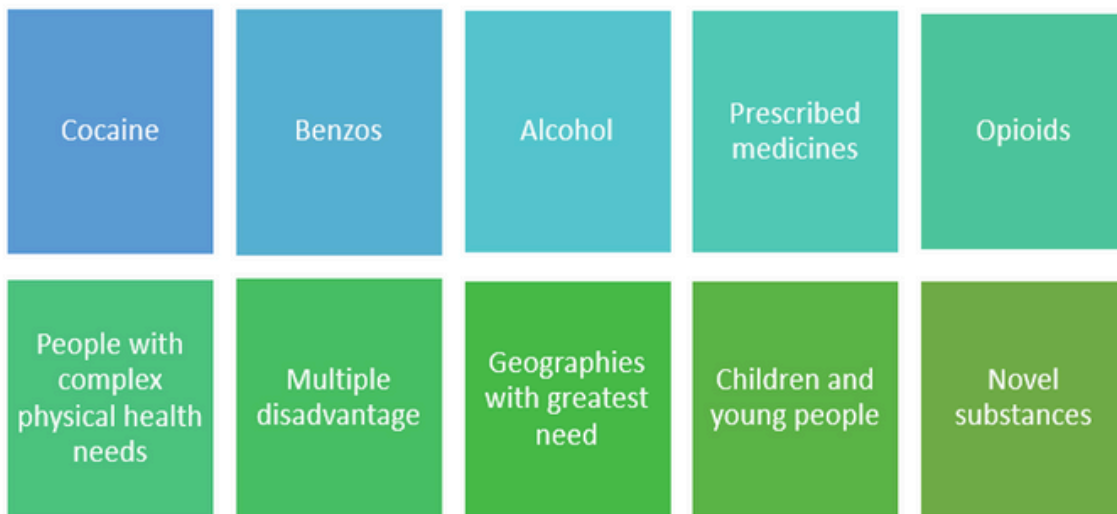 Cocaine
Benzos
Alcohol
Prescribed
medicines
Opioids
People with
complex
physical health
needs
Multiple
disadvantage
Geographies
with greatest
need
Children and
young people
Novel
substances